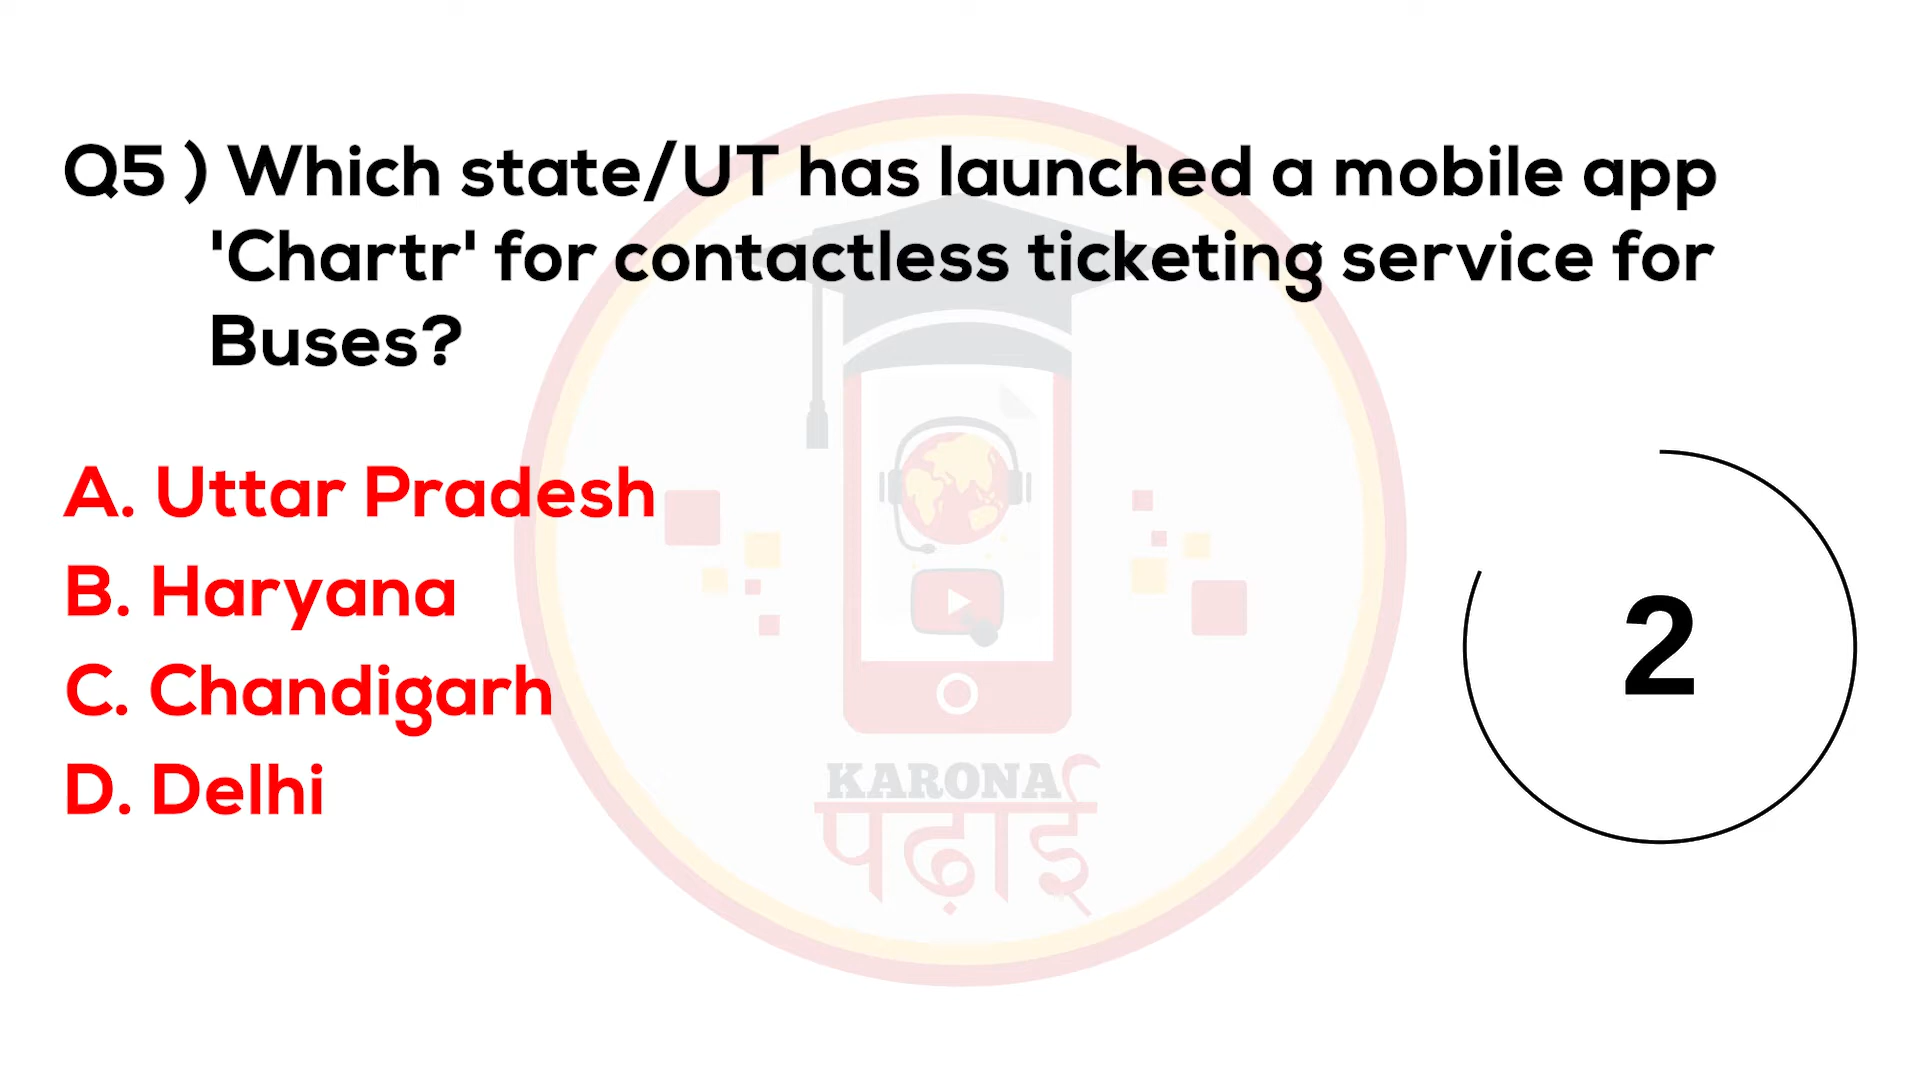 Q5 ) Which state/UT has launched a mobile app
'Chartr' for contactless ticketing service for
Buses?
A. Uttar Pradesh
B. Haryana
C. Chandigarh
D. Delhi
2
KARONA
पढ़ाई